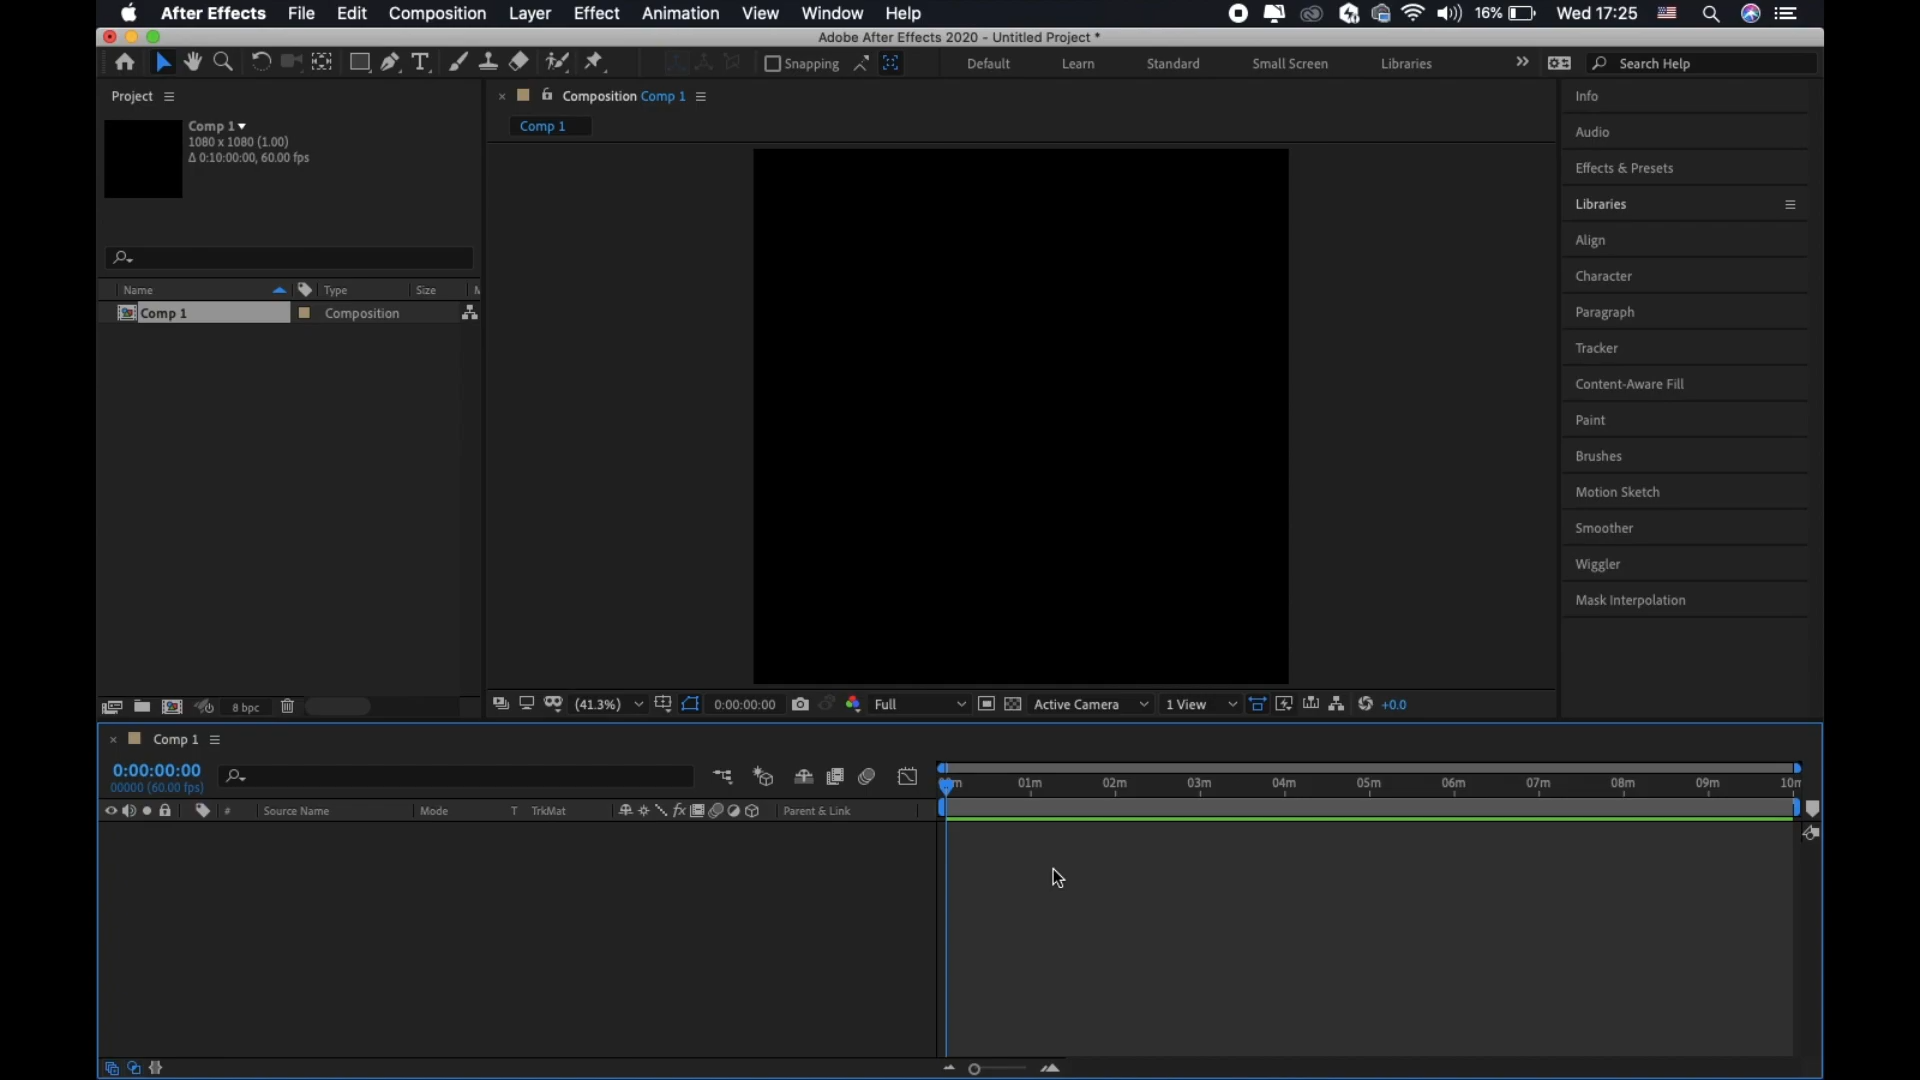 After Effects File Edit Composition Layer Effect Animation View Window Help 16% Wed 17:25
Adobe After Effects 2020 - Untitled Project *
Snapping Default Learn Standard Small Screen Libraries Search Help
Project
Comp 1
1080 x 1080 (1.00)
Δ 0:10:00:00, 60.00 fps
Name Type Size
Comp 1 Composition
8 bpc
Composition Comp 1
Comp 1
(41.3%) 0:00:00:00 Full Active Camera 1 View +0.0
Info
Audio
Effects & Presets
Libraries
Align
Character
Paragraph
Tracker
Content-Aware Fill
Paint
Brushes
Motion Sketch
Smoother
Wiggler
Mask Interpolation
Comp 1
0:00:00:00
00000 (60.00 fps)
01m 02m 03m 04m 05m 06m 07m 08m 09m
# Source Name Mode T TrkMat fx Parent & Link